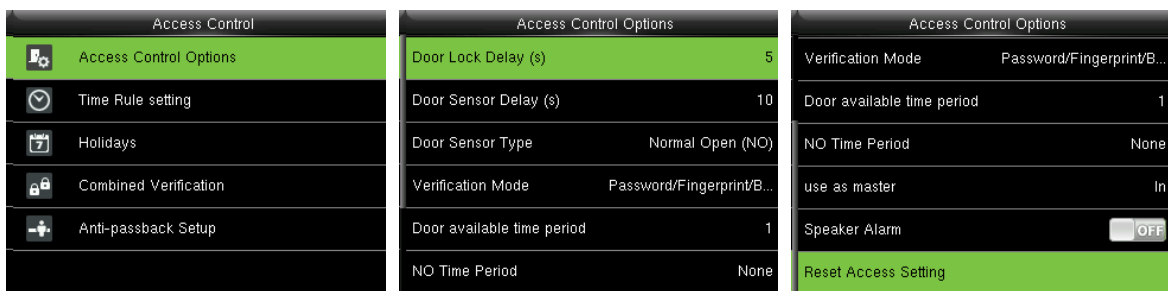 Access Control
Access Control Options
Time Rule setting
7
Holidays
Combined Verification
Anti-passback Setup
Access Control Options
Door Lock Delay (s) 5
Door Sensor Delay (s) 10
Door Sensor Type Normal Open (NO)
Verification Mode Password/Fingerprint/B...
Door available time period 1
NO Time Period None
Access Control Options
Verification Mode Password/Fingerprint/B...
Door available time period 1
NO Time Period None
use as master In
Speaker Alarm OFF
Reset Access Setting